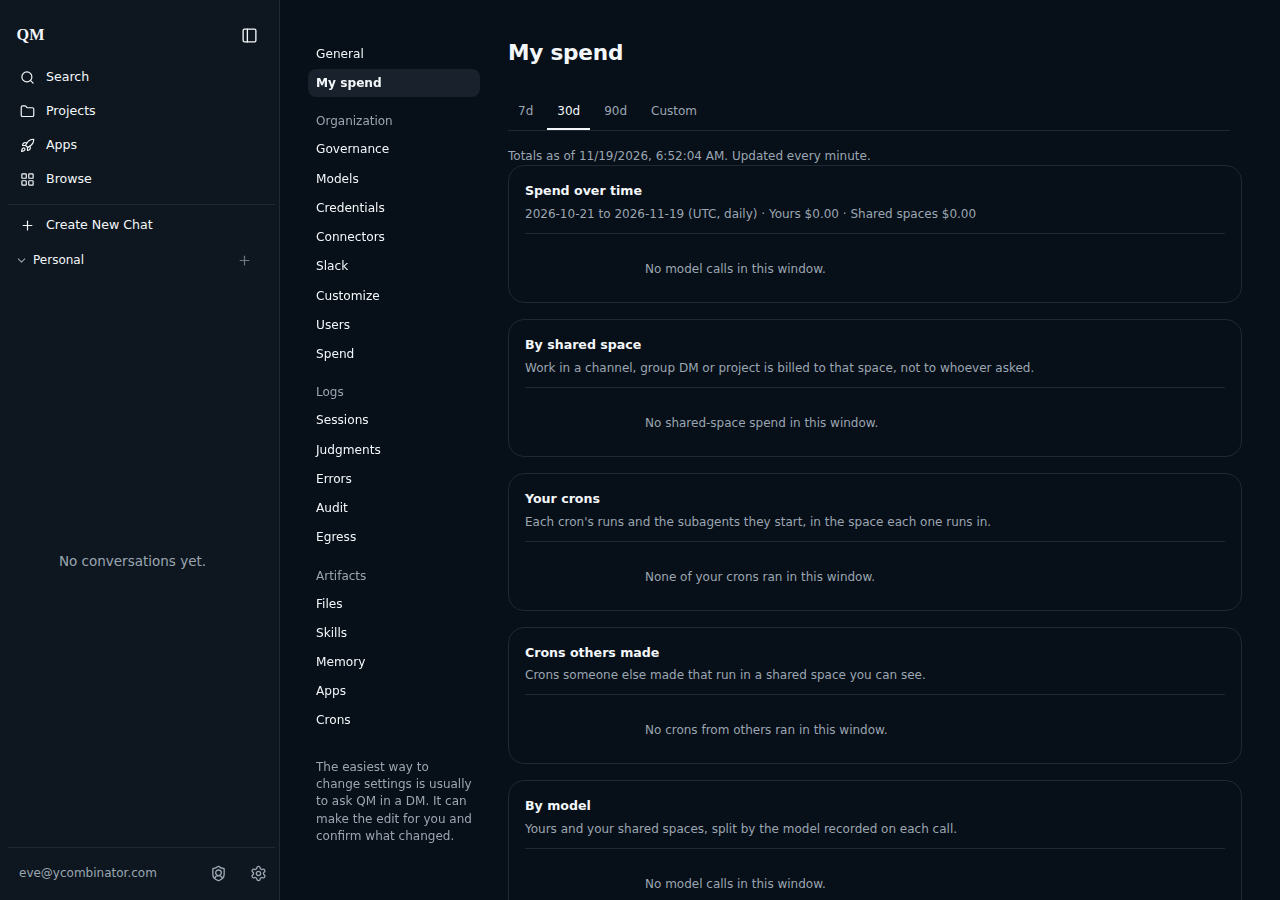 QM
Search
Projects
Apps
Browse
Create New Chat
Personal
No conversations yet.
eve@ycombinator.com
General
My spend
Organization
Governance
Models
Credentials
Connectors
Slack
Customize
Users
Spend
Logs
Sessions
Judgments
Errors
Audit
Egress
Artifacts
Files
Skills
Memory
Apps
Crons
The easiest way to
change settings is usually
to ask QM in a DM. It can
make the edit for you and
confirm what changed.
My spend
7d 30d 90d Custom
Totals as of 11/19/2026, 6:52:04 AM. Updated every minute.
Spend over time
2026-10-21 to 2026-11-19 (UTC, daily) · Yours $0.00 · Shared spaces $0.00
No model calls in this window.
By shared space
Work in a channel, group DM or project is billed to that space, not to whoever asked.
No shared-space spend in this window.
Your crons
Each cron's runs and the subagents they start, in the space each one runs in.
None of your crons ran in this window.
Crons others made
Crons someone else made that run in a shared space you can see.
No crons from others ran in this window.
By model
Yours and your shared spaces, split by the model recorded on each call.
No model calls in this window.